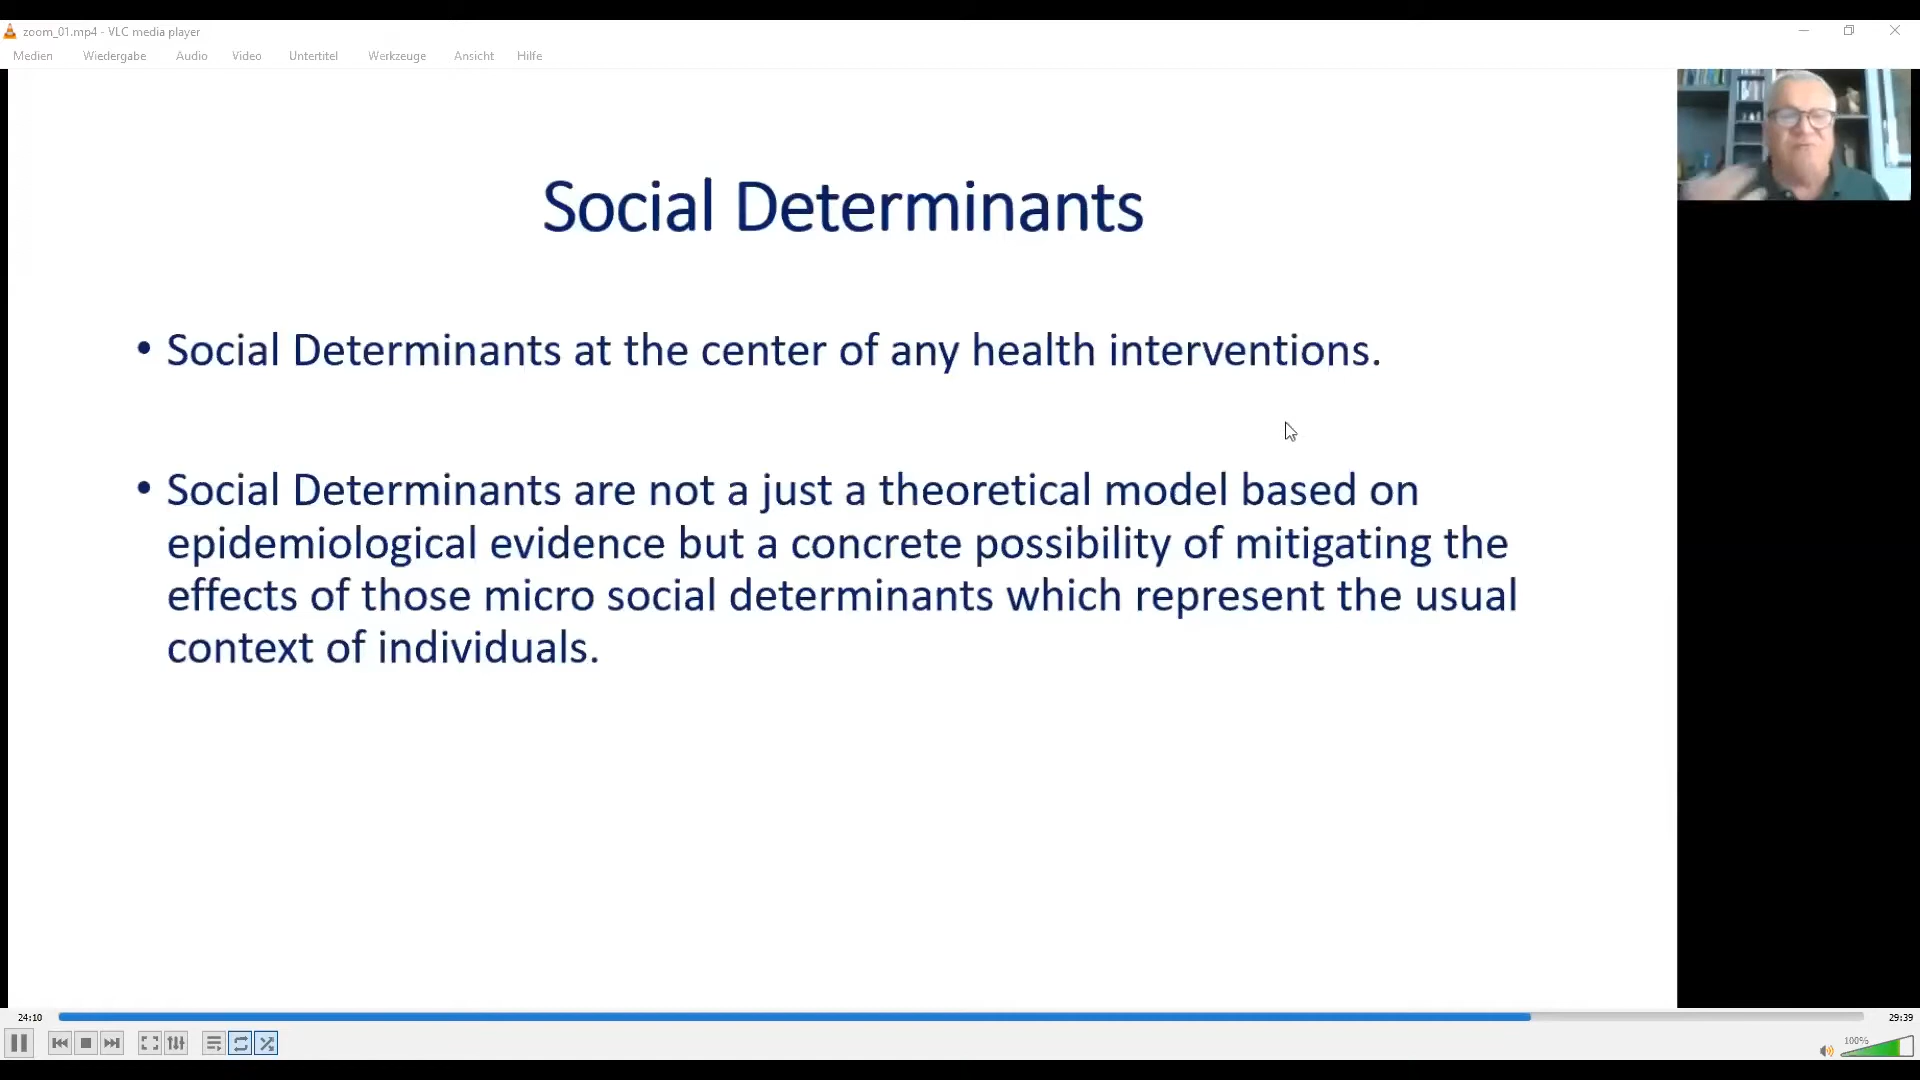 zoom_01.mp4 - VLC media player
Medien Wiedergabe Audio Video Untertitel Werkzeuge Ansicht Hilfe
Social Determinants
• Social Determinants at the center of any health interventions.
• Social Determinants are not a just a theoretical model based on
epidemiological evidence but a concrete possibility of mitigating the
effects of those micro social determinants which represent the usual
context of individuals.
24:10 29:39
100%